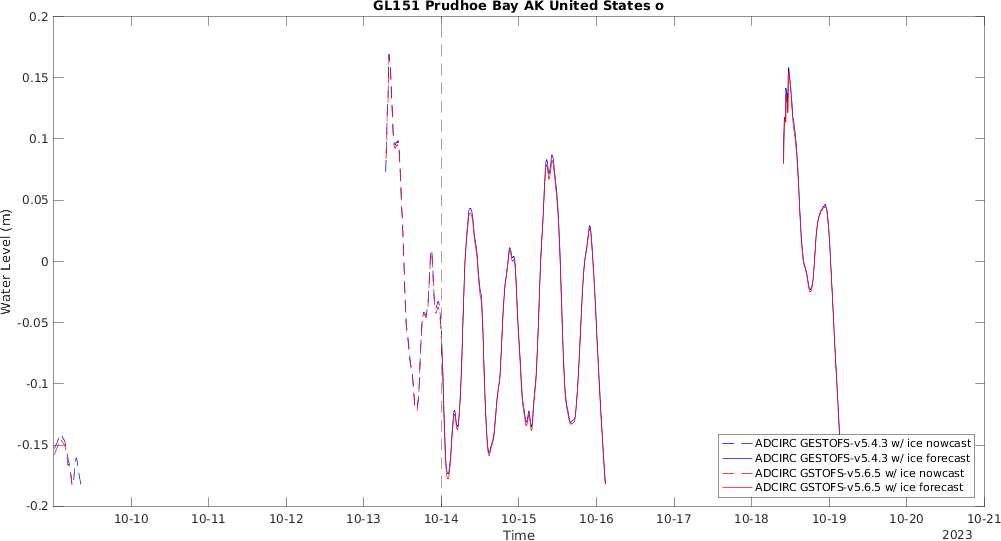 GL151 Prudhoe Bay AK United States o
0.2
0.15
0.1
0.05
0
-0.05
-0.1
-0.15
-0.2
Water Level (m)
10-10 10-11 10-12 10-13 10-14 10-15 10-16 10-17 10-18 10-19 10-20 10-21
Time
2023
ADCIRC GESTOFS-v5.4.3 w/ ice nowcast
ADCIRC GESTOFS-v5.4.3 w/ ice forecast
ADCIRC GSTOFS-v5.6.5 w/ ice nowcast
ADCIRC GSTOFS-v5.6.5 w/ ice forecast